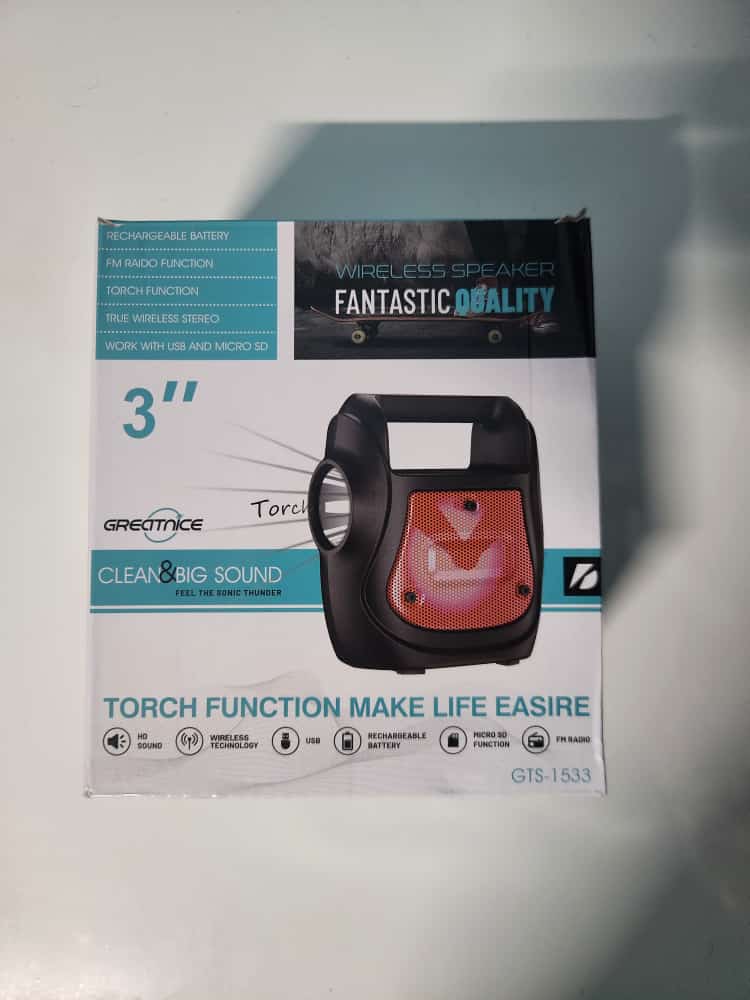 RECHARGEABLE BATTERY
FM RAIDO FUNCTION
TORCH FUNCTION
TRUE WIRELESS STEREO
WORK WITH USB AND MICRO SD
WIRELESS SPEAKER
FANTASTIC QUALITY
3"
Torch
GREATNICE
CLEAN&BIG SOUND
FEEL THE SONIC THUNDER
TORCH FUNCTION MAKE LIFE EASIRE
HD SOUND
WIRELESS TECHNOLOGY
USB
RECHARGEABLE BATTERY
MICRO SD FUNCTION
FM RADIO
GTS-1533